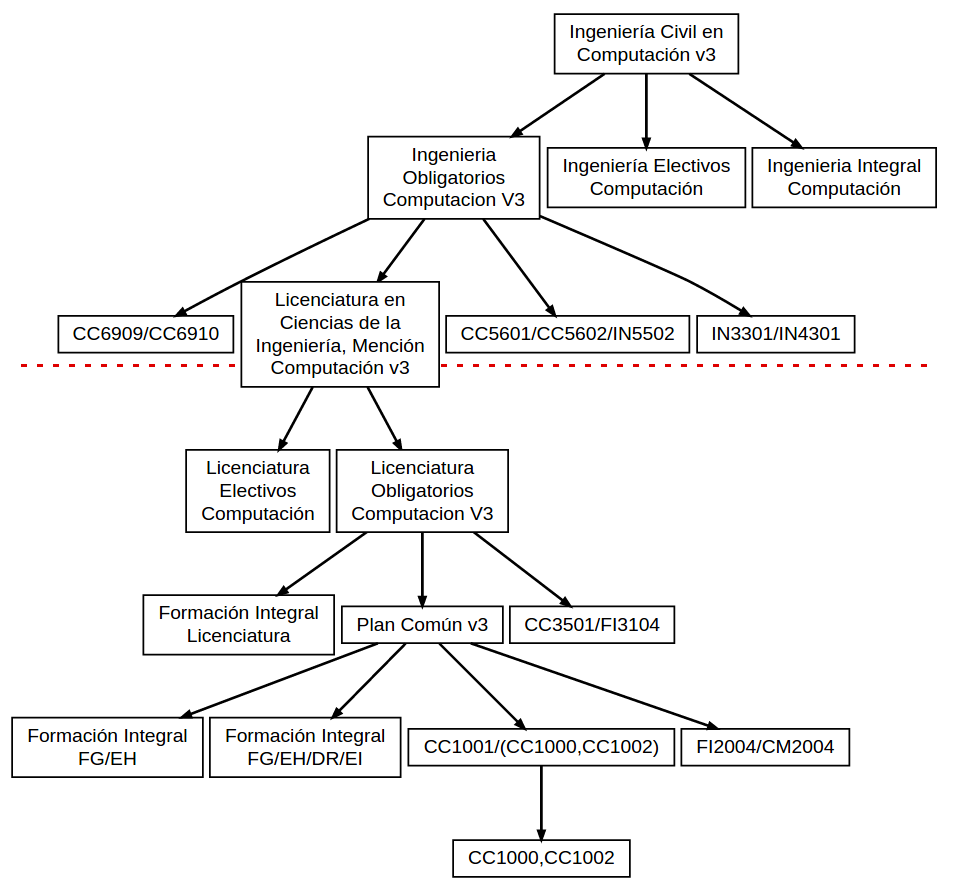 Ingeniería Civil en
Computación v3
Ingenieria
Obligatorios
Computacion V3
Ingeniería Electivos
Computación
Ingenieria Integral
Computación
CC6909/CC6910
Licenciatura en
Ciencias de la
Ingeniería, Mención
Computación v3
CC5601/CC5602/IN5502
IN3301/IN4301
Licenciatura
Electivos
Computación
Licenciatura
Obligatorios
Computacion V3
Formación Integral
Licenciatura
Plan Común v3
CC3501/FI3104
Formación Integral
FG/EH
Formación Integral
FG/EH/DR/EI
CC1001/(CC1000,CC1002)
FI2004/CM2004
CC1000,CC1002